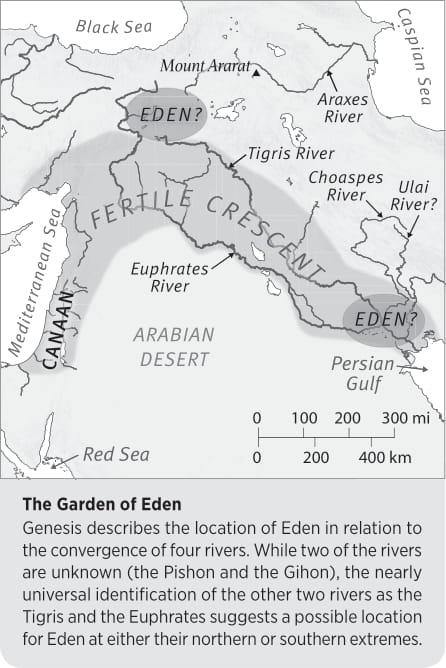 Black Sea
Caspian Sea
Mount Ararat
EDEN?
Araxes
River
Tigris River
Choaspes
River
Ulai
River?
FERTILE CRESCENT
Mediterranean Sea
Euphrates
River
CANAAN
EDEN?
ARABIAN
DESERT
Persian
Gulf
0 100 200 300 mi
0 200 400 km
Red Sea
The Garden of Eden
Genesis describes the location of Eden in relation to
the convergence of four rivers. While two of the rivers
are unknown (the Pishon and the Gihon), the nearly
universal identification of the other two rivers as the
Tigris and the Euphrates suggests a possible location
for Eden at either their northern or southern extremes.